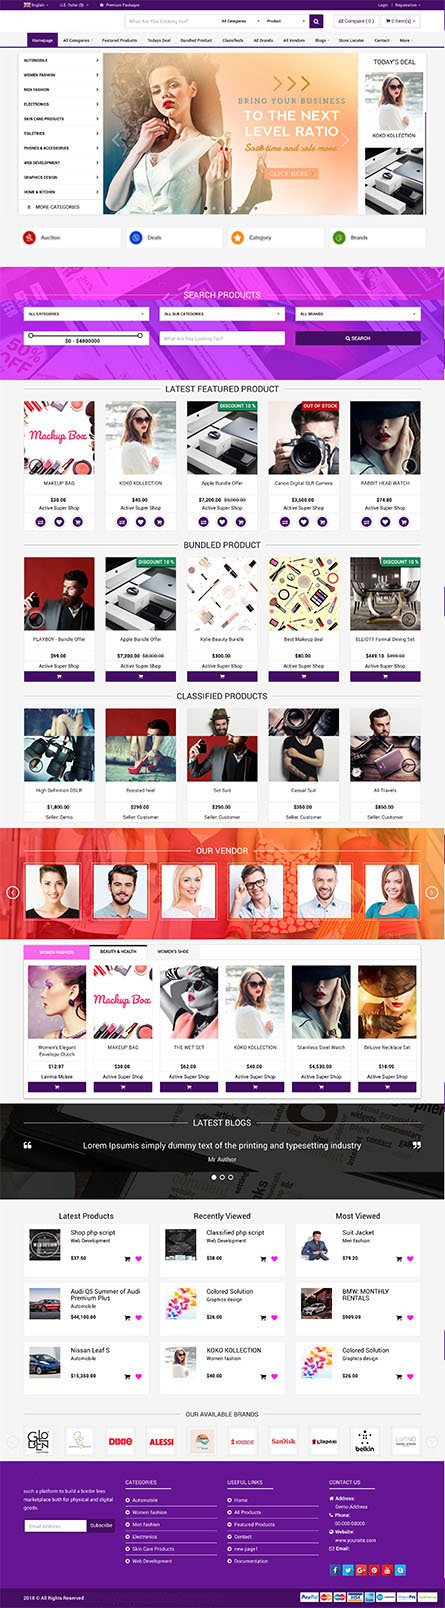 English
U.S. Dollar ($)
Premium Packages
Login
Registration
What Are You Looking For?
All Categories
Product
Compare ( 0 )
0 Item(s)
Homepage
All Categories
Featured Products
Todays Deal
Bundled Product
Classifieds
All Brands
All Vendors
Blogs
Store Locator
Contact
More
AUTOMOBILE
WOMEN FASHION
MEN FASHION
ELECTRONICS
SKIN CARE PRODUCTS
TOILETRIES
PHONES & ACCESSORIES
WEB DEVELOPMENT
GRAPHICS DESIGN
HOME & KITCHEN
MORE CATEGORIES
BRING YOUR BUSINESS
TO THE NEXT
LEVEL RATIO
Save time and sale more
CLICK HERE
TODAYS DEAL
KOKO KOLLECTION
Auction
Deals
Category
Brands
SEARCH PRODUCTS
ALL CATEGORIES
ALL SUB CATEGORIES
ALL BRANDS
$0 - $4800000
What Are You Looking For?
SEARCH
50%
OFF
LATEST FEATURED PRODUCT
DISCOUNT 10 %
OUT OF STOCK
Mackup Box
MAKEUP BAG
KOKO KOLLECTION
Apple Bundle Offer
Canon Digital SLR Camera
RABBIT HEAD WATCH
$30.00
$40.00
$7,200.00 $8,000.00
$3,500.00
$74.80
Active Super Shop
Active Super Shop
Active Super Shop
Active Super Shop
Active Super Shop
BUNDLED PRODUCT
DISCOUNT 10 %
DISCOUNT 10 %
PLAYBOY - Bundle Offer
Apple Bundle Offer
Kylie Beauty Bundle
Best Makeup deal
ELLIOTT Formal Dining Set
$99.00
$7,200.00 $8,000.00
$300.00
$80.00
$449.10 $499.00
Active Super Shop
Active Super Shop
Active Super Shop
Active Super Shop
Active Super Shop
CLASSIFIED PRODUCTS
High Definition DSLR
Boosted heel
Set Suit
Casual Suit
All Travels
$1,800.00
$290.00
$250.00
$350.00
$850.00
Seller: Demo
Seller: Customer
Seller: Customer
Seller: Customer
Seller: Customer
OUR VENDOR
WOMEN FASHION
BEAUTY & HEALTH
WOMEN'S SHOE
Mackup Box
Women's Elegant
Envelope Clutch
MAKEUP BAG
THE WET SET
KOKO KOLLECTION
Stainless Steel Watch
BriLove Necklace Set
$12.97
$30.00
$62.00
$40.00
$4,530.00
$18.95
Lavinia Mckee
Active Super Shop
Active Super Shop
Active Super Shop
Active Super Shop
Active Super Shop
LATEST BLOGS
Lorem Ipsumis simply dummy text of the printing and typesetting industry
Mr Author
Latest Products
Recently Viewed
Most Viewed
Shop php script
Web Development
$37.50
Classified php script
Web Development
$38.00
Suit Jacket
Men fashion
$79.20
Audi Q5 Summer of Audi
Premium Plus
Automobile
$44,100.00
Colored Solution
Graphics design
$26.00
BMW: MONTHLY
RENTALS
$909.09
Nissan Leaf S
Automobile
$15,350.00
KOKO KOLLECTION
Women fashion
$40.00
Colored Solution
Graphics design
$26.00
OUR AVAILABLE BRANDS
GLO
DEN
DIXIE
ALESSI
SanDisk
Kingston
belkin
LIVING
such a platform to build a border less
marketplace both for physical and digital
goods.
Email Address
Subscribe
CATEGORIES
Automobile
Women fashion
Men fashion
Electronics
Skin Care Products
Web Development
USEFUL LINKS
Home
All Products
Featured Products
Contact
new page1
Documentation
CONTACT US
Address:
Demo Address
Phone:
00-000-00000
Website:
www.yoursite.com
Email:
2018 © All Rights Reserved
PayPal
VISA